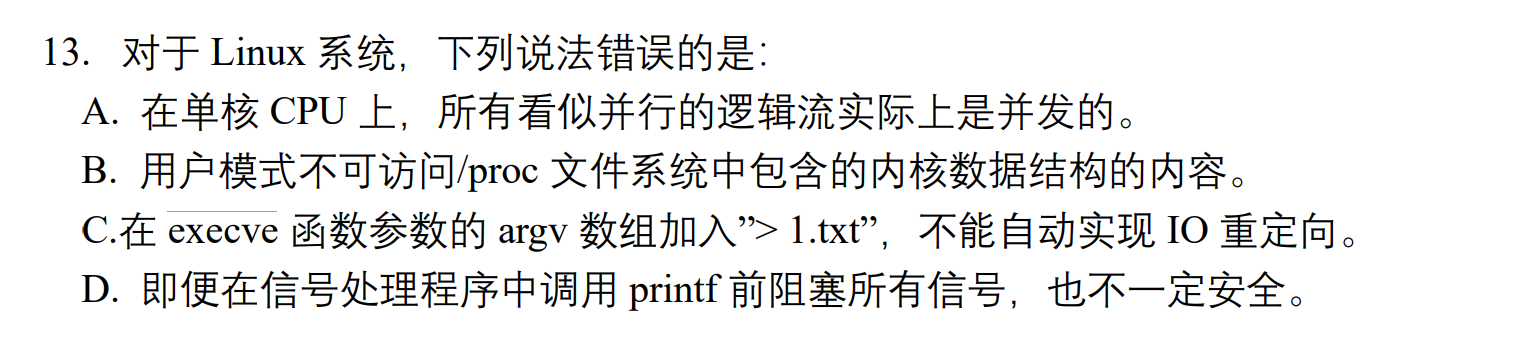 13. 对于 Linux 系统，下列说法错误的是：
A. 在单核 CPU 上，所有看似并行的逻辑流实际上是并发的。
B. 用户模式不可访问/proc 文件系统中包含的内核数据结构的内容。
C.在 execve 函数参数的 argv 数组加入”> 1.txt”，不能自动实现 IO 重定向。
D. 即便在信号处理程序中调用 printf 前阻塞所有信号，也不一定安全。